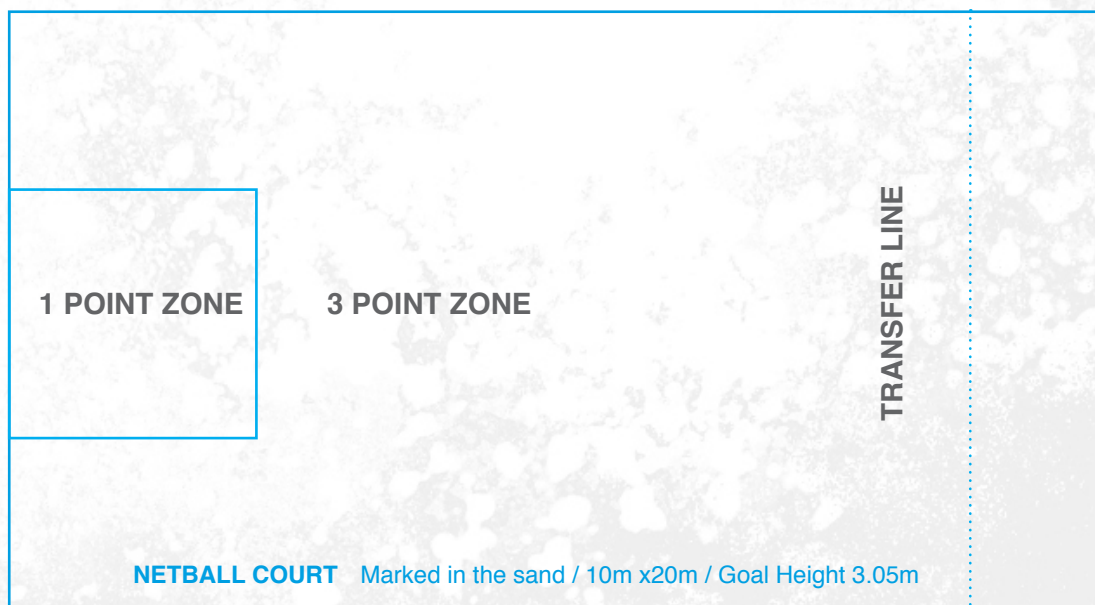 1 POINT ZONE
3 POINT ZONE
TRANSFER LINE
NETBALL COURT Marked in the sand / 10m x20m / Goal Height 3.05m